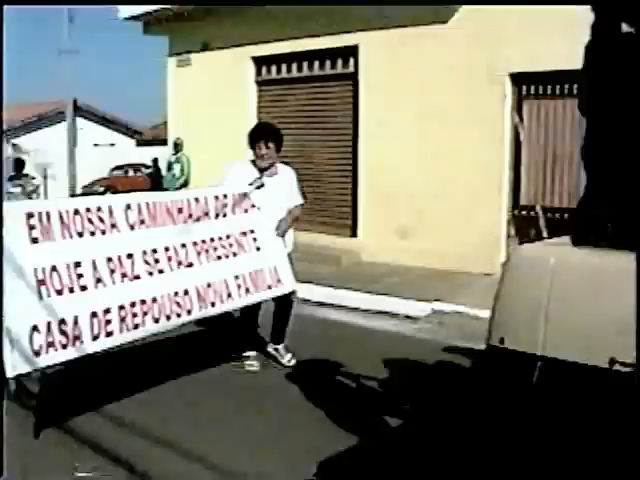 EM NOSSA CAMINHADA DE
HOJE A PAZ SE FAZ PRESENTE
CASA DE REPOUSO NOVA FAMILIA